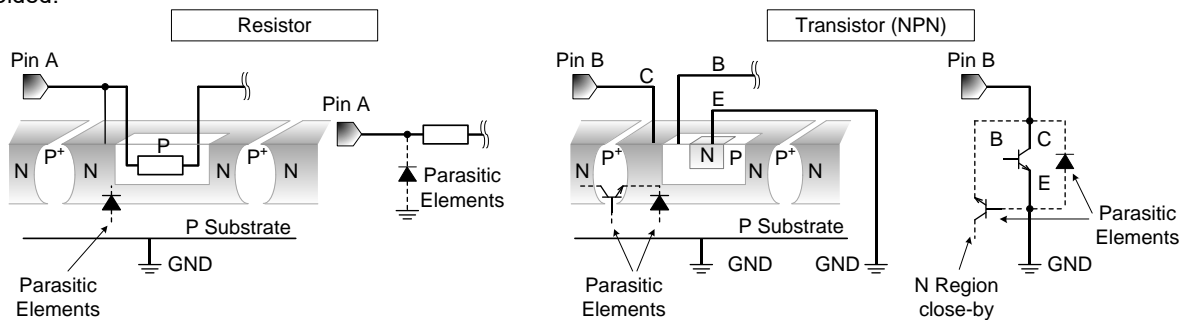 Resistor
Pin A
N
P⁺
N
P
P⁺
N
N
P Substrate
GND
Parasitic
Elements
Pin A
Parasitic
Elements
Transistor (NPN)
Pin B
C
B
E
N
P⁺
N
N
P
P⁺
N
N
P Substrate
GND
GND
Parasitic
Elements
Pin B
B
C
E
Parasitic
Elements
GND
N Region
close-by